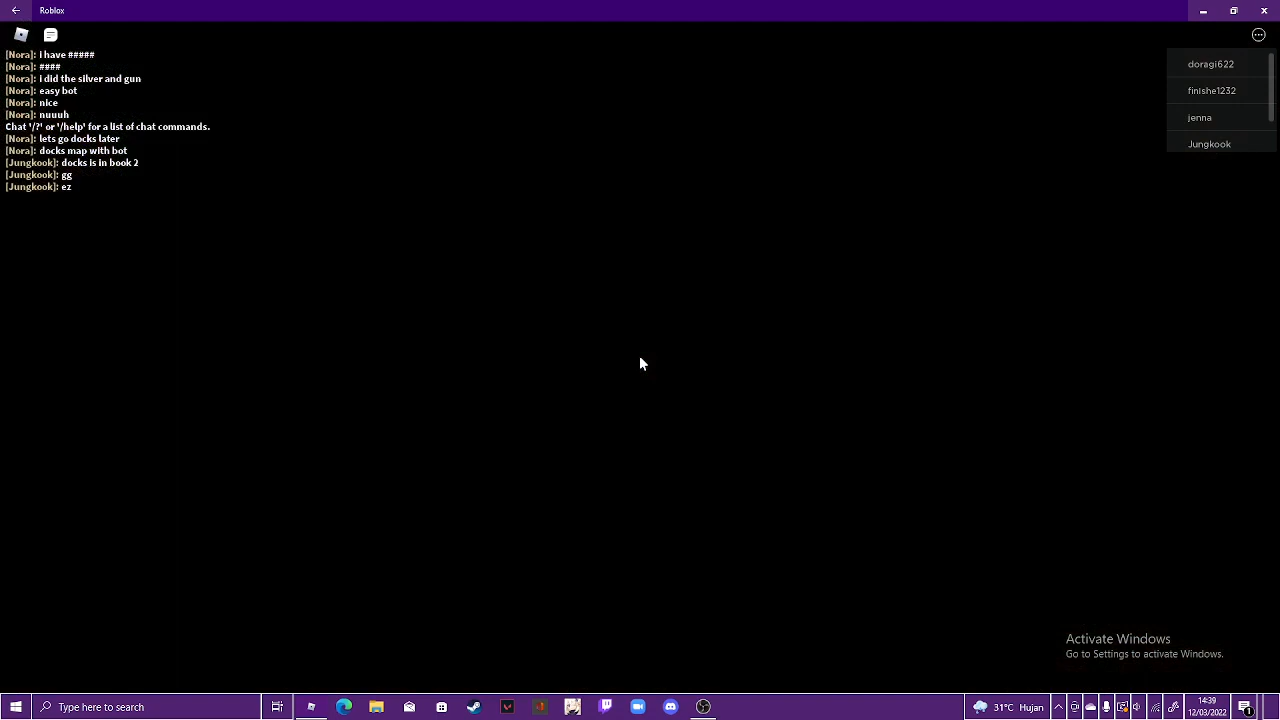 Roblox
[Nora]: i have #####
[Nora]: ####
[Nora]: i did the silver and gun
[Nora]: easy bot
[Nora]: nice
[Nora]: nuuuh
Chat '/?' or '/help' for a list of chat commands.
[Nora]: lets go docks later
[Nora]: docks map with bot
[Jungkook]: docks is in book 2
[Jungkook]: gg
[Jungkook]: ez
doragi622
finishe1232
jenna
Jungkook
Activate Windows
Go to Settings to activate Windows.
Type here to search
31°C Hujan
14:39
12/03/2022
1